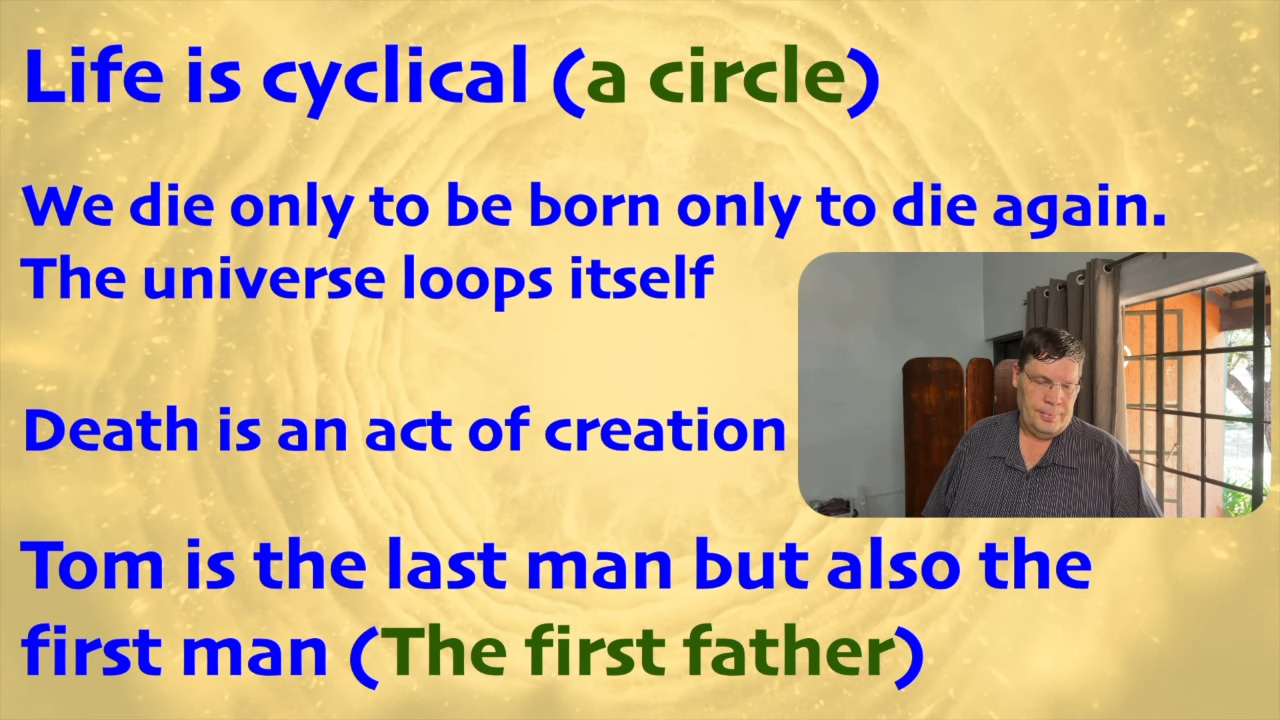 Life is cyclical (a circle)
We die only to be born only to die again.
The universe loops itself
Death is an act of creation
Tom is the last man but also the
first man (The first father)